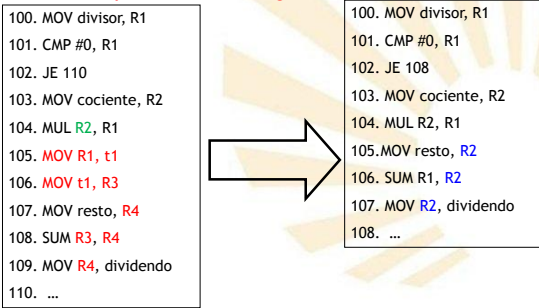 100. MOV divisor, R1
101. CMP #0, R1
102. JE 110
103. MOV cociente, R2
104. MUL R2, R1
105. MOV R1, t1
106. MOV t1, R3
107. MOV resto, R4
108. SUM R3, R4
109. MOV R4, dividendo
110. ...
100. MOV divisor, R1
101. CMP #0, R1
102. JE 108
103. MOV cociente, R2
104. MUL R2, R1
105.MOV resto, R2
106. SUM R1, R2
107. MOV R2, dividendo
108. ...